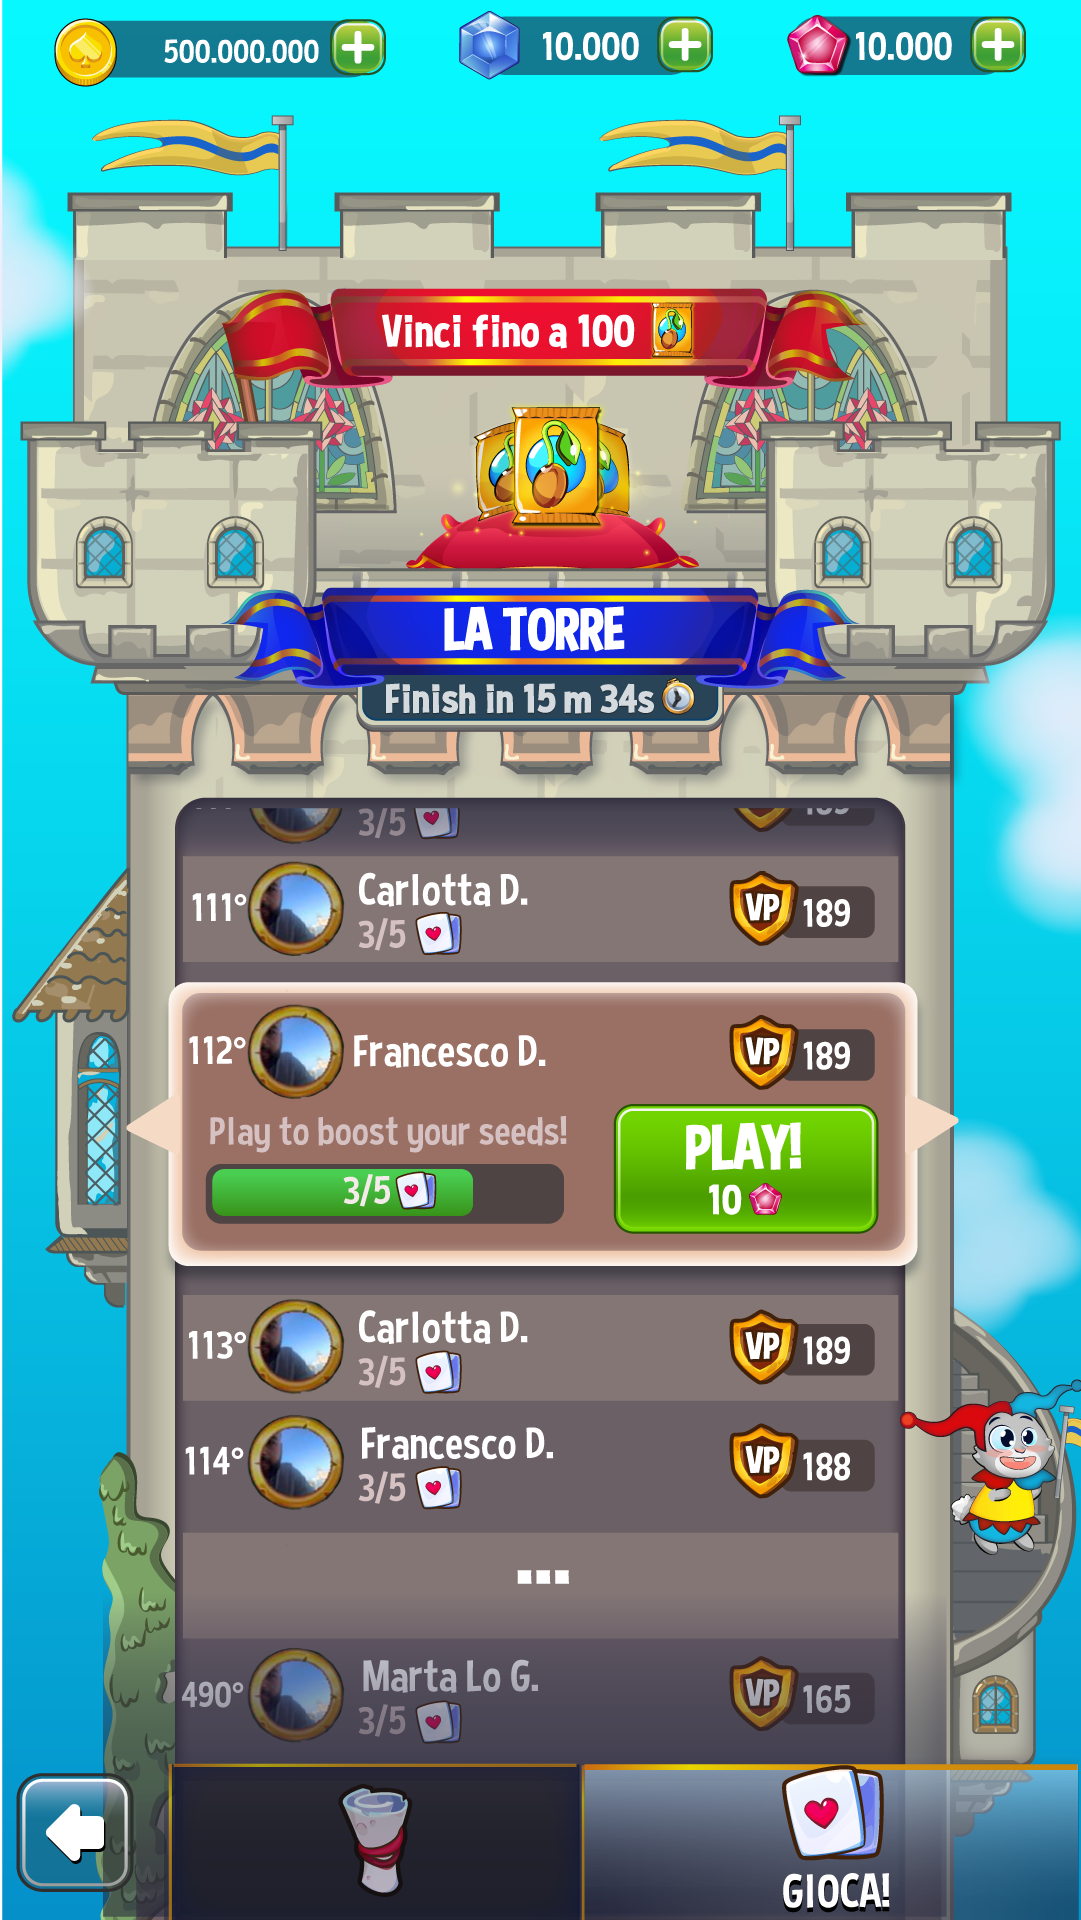 500.000.000
10.000
10.000
Vinci fino a 100
LA TORRE
Finish in 15 m 34s
3/5
111°
Carlotta D.
3/5
VP
189
112°
Francesco D.
VP
189
Play to boost your seeds!
3/5
PLAY!
10
113°
Carlotta D.
3/5
VP
189
114°
Francesco D.
3/5
VP
188
...
490°
Marta Lo G.
3/5
VP
165
GIOCA!